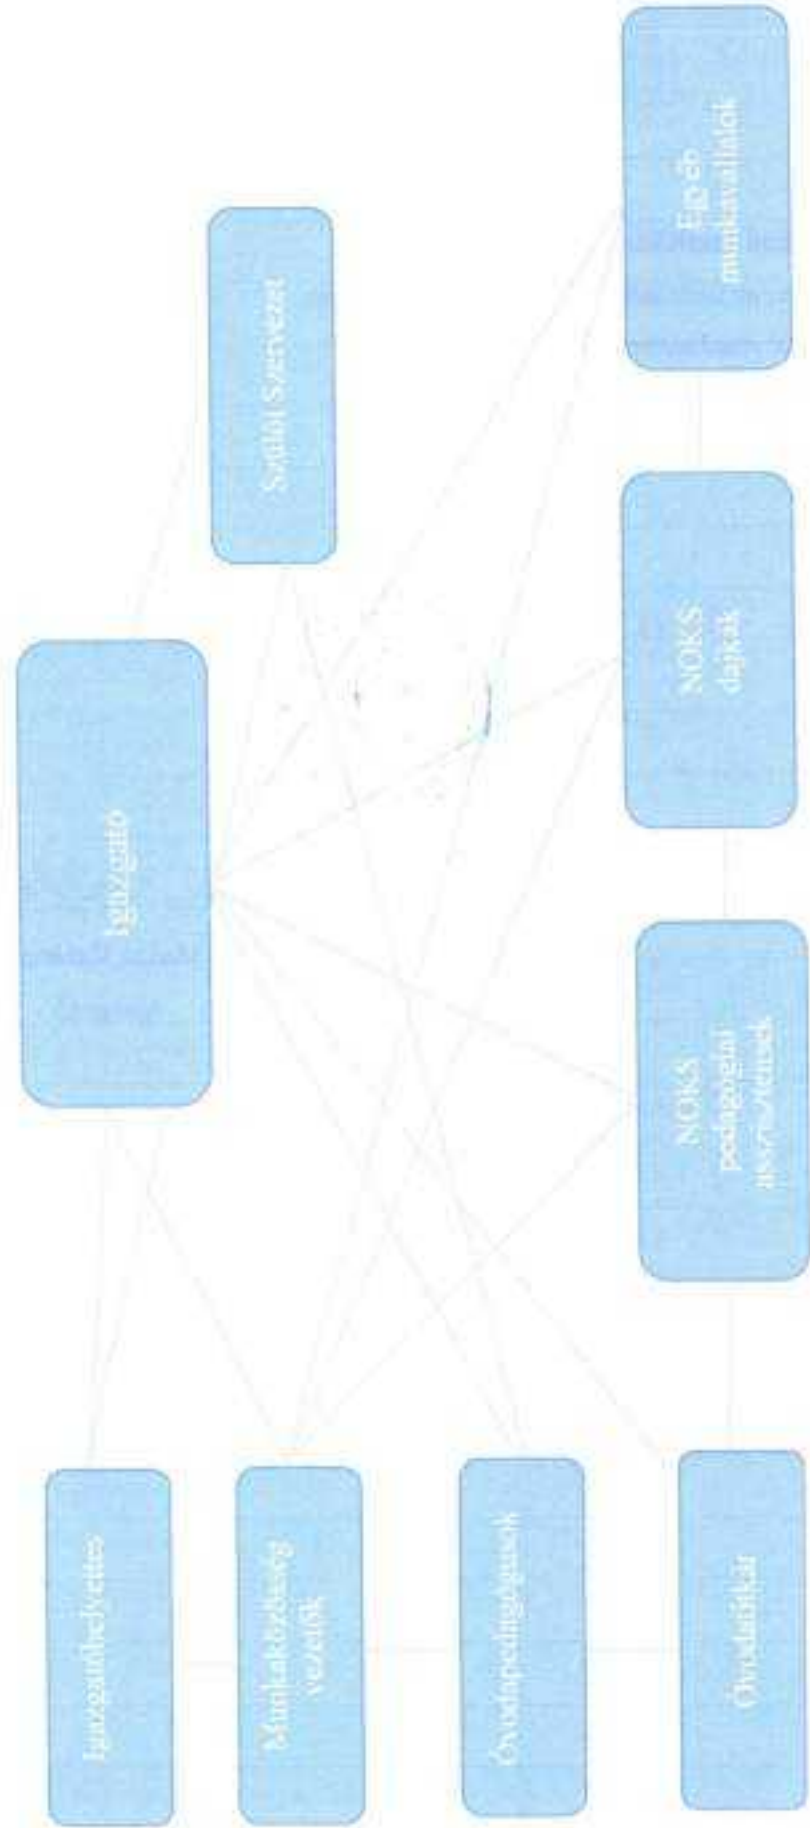 Igazgató
Szülői Szervezet
Igazgatóhelyettes
Munkaközösség
vezetők
Óvodapedagógusok
Óvodatitkár
NOKS
pedagógiai
asszisztensek
NOKS
dajkák
Egyéb
munkavállalók